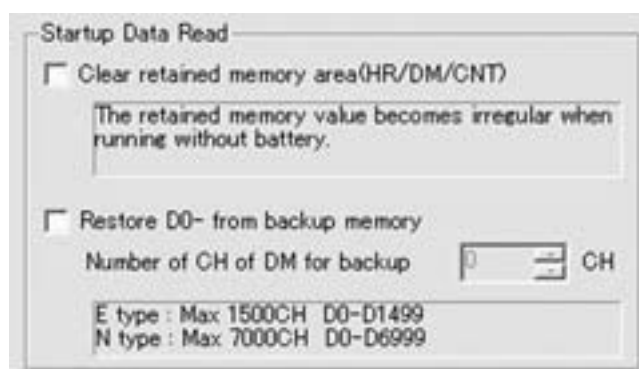 Startup Data Read
Clear retained memory area(HR/DM/CNT)
The retained memory value becomes irregular when
running without battery.
Restore D0- from backup memory
Number of CH of DM for backup 0 CH
E type : Max 1500CH D0-D1499
N type : Max 7000CH D0-D6999